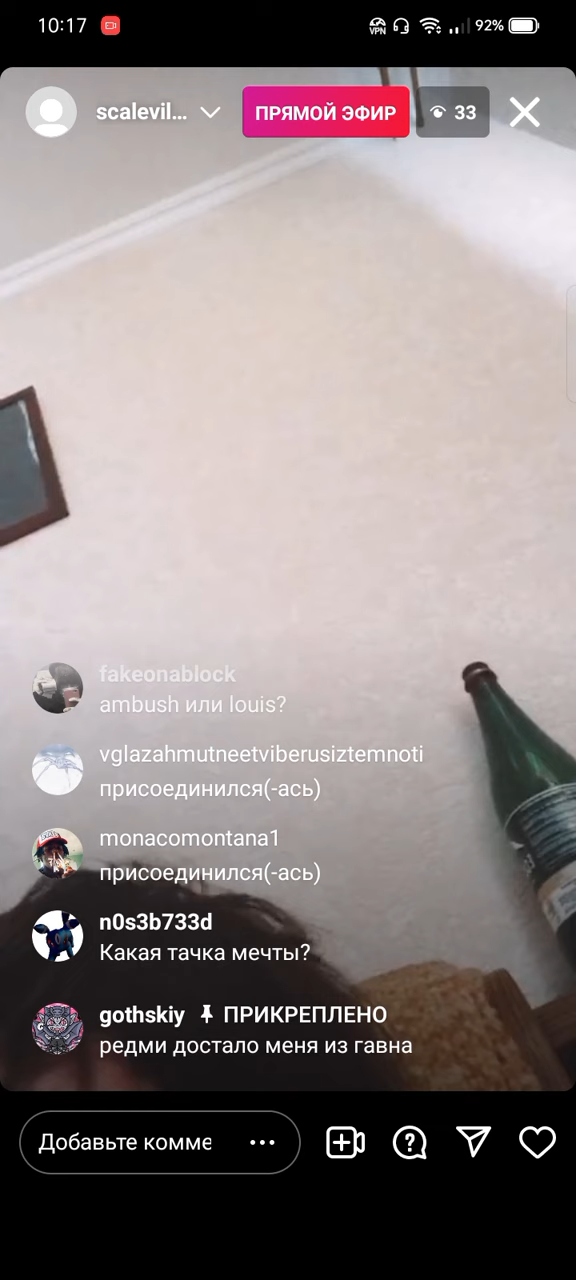 10:17
VPN
92%
scalevil...
ПРЯМОЙ ЭФИР
33
fakeonablock
ambush или louis?
vglazahmutneetviberusiztemnoti
присоединился(-ась)
monacomontana1
присоединился(-ась)
n0s3b733d
Какая тачка мечты?
gothskiy ПРИКРЕПЛЕНО
редми достало меня из гавна
Добавьте комме